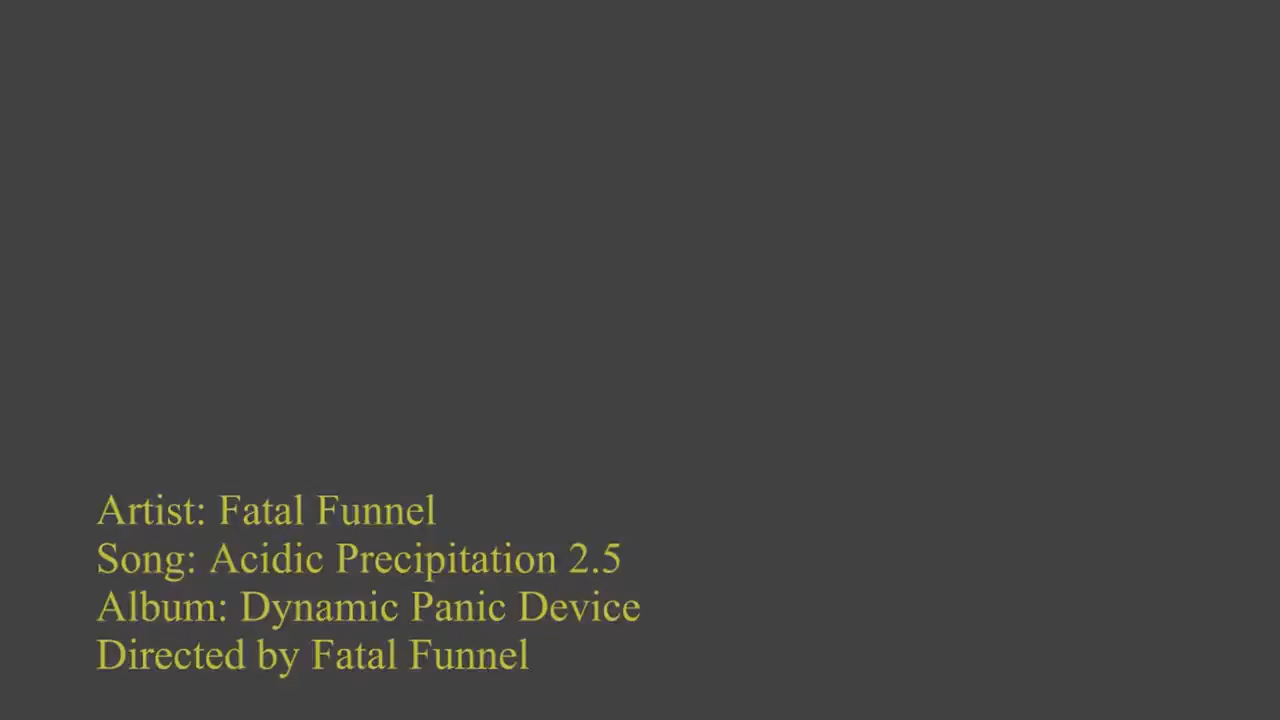 Artist: Fatal Funnel
Song: Acidic Precipitation 2.5
Album: Dynamic Panic Device
Directed by Fatal Funnel